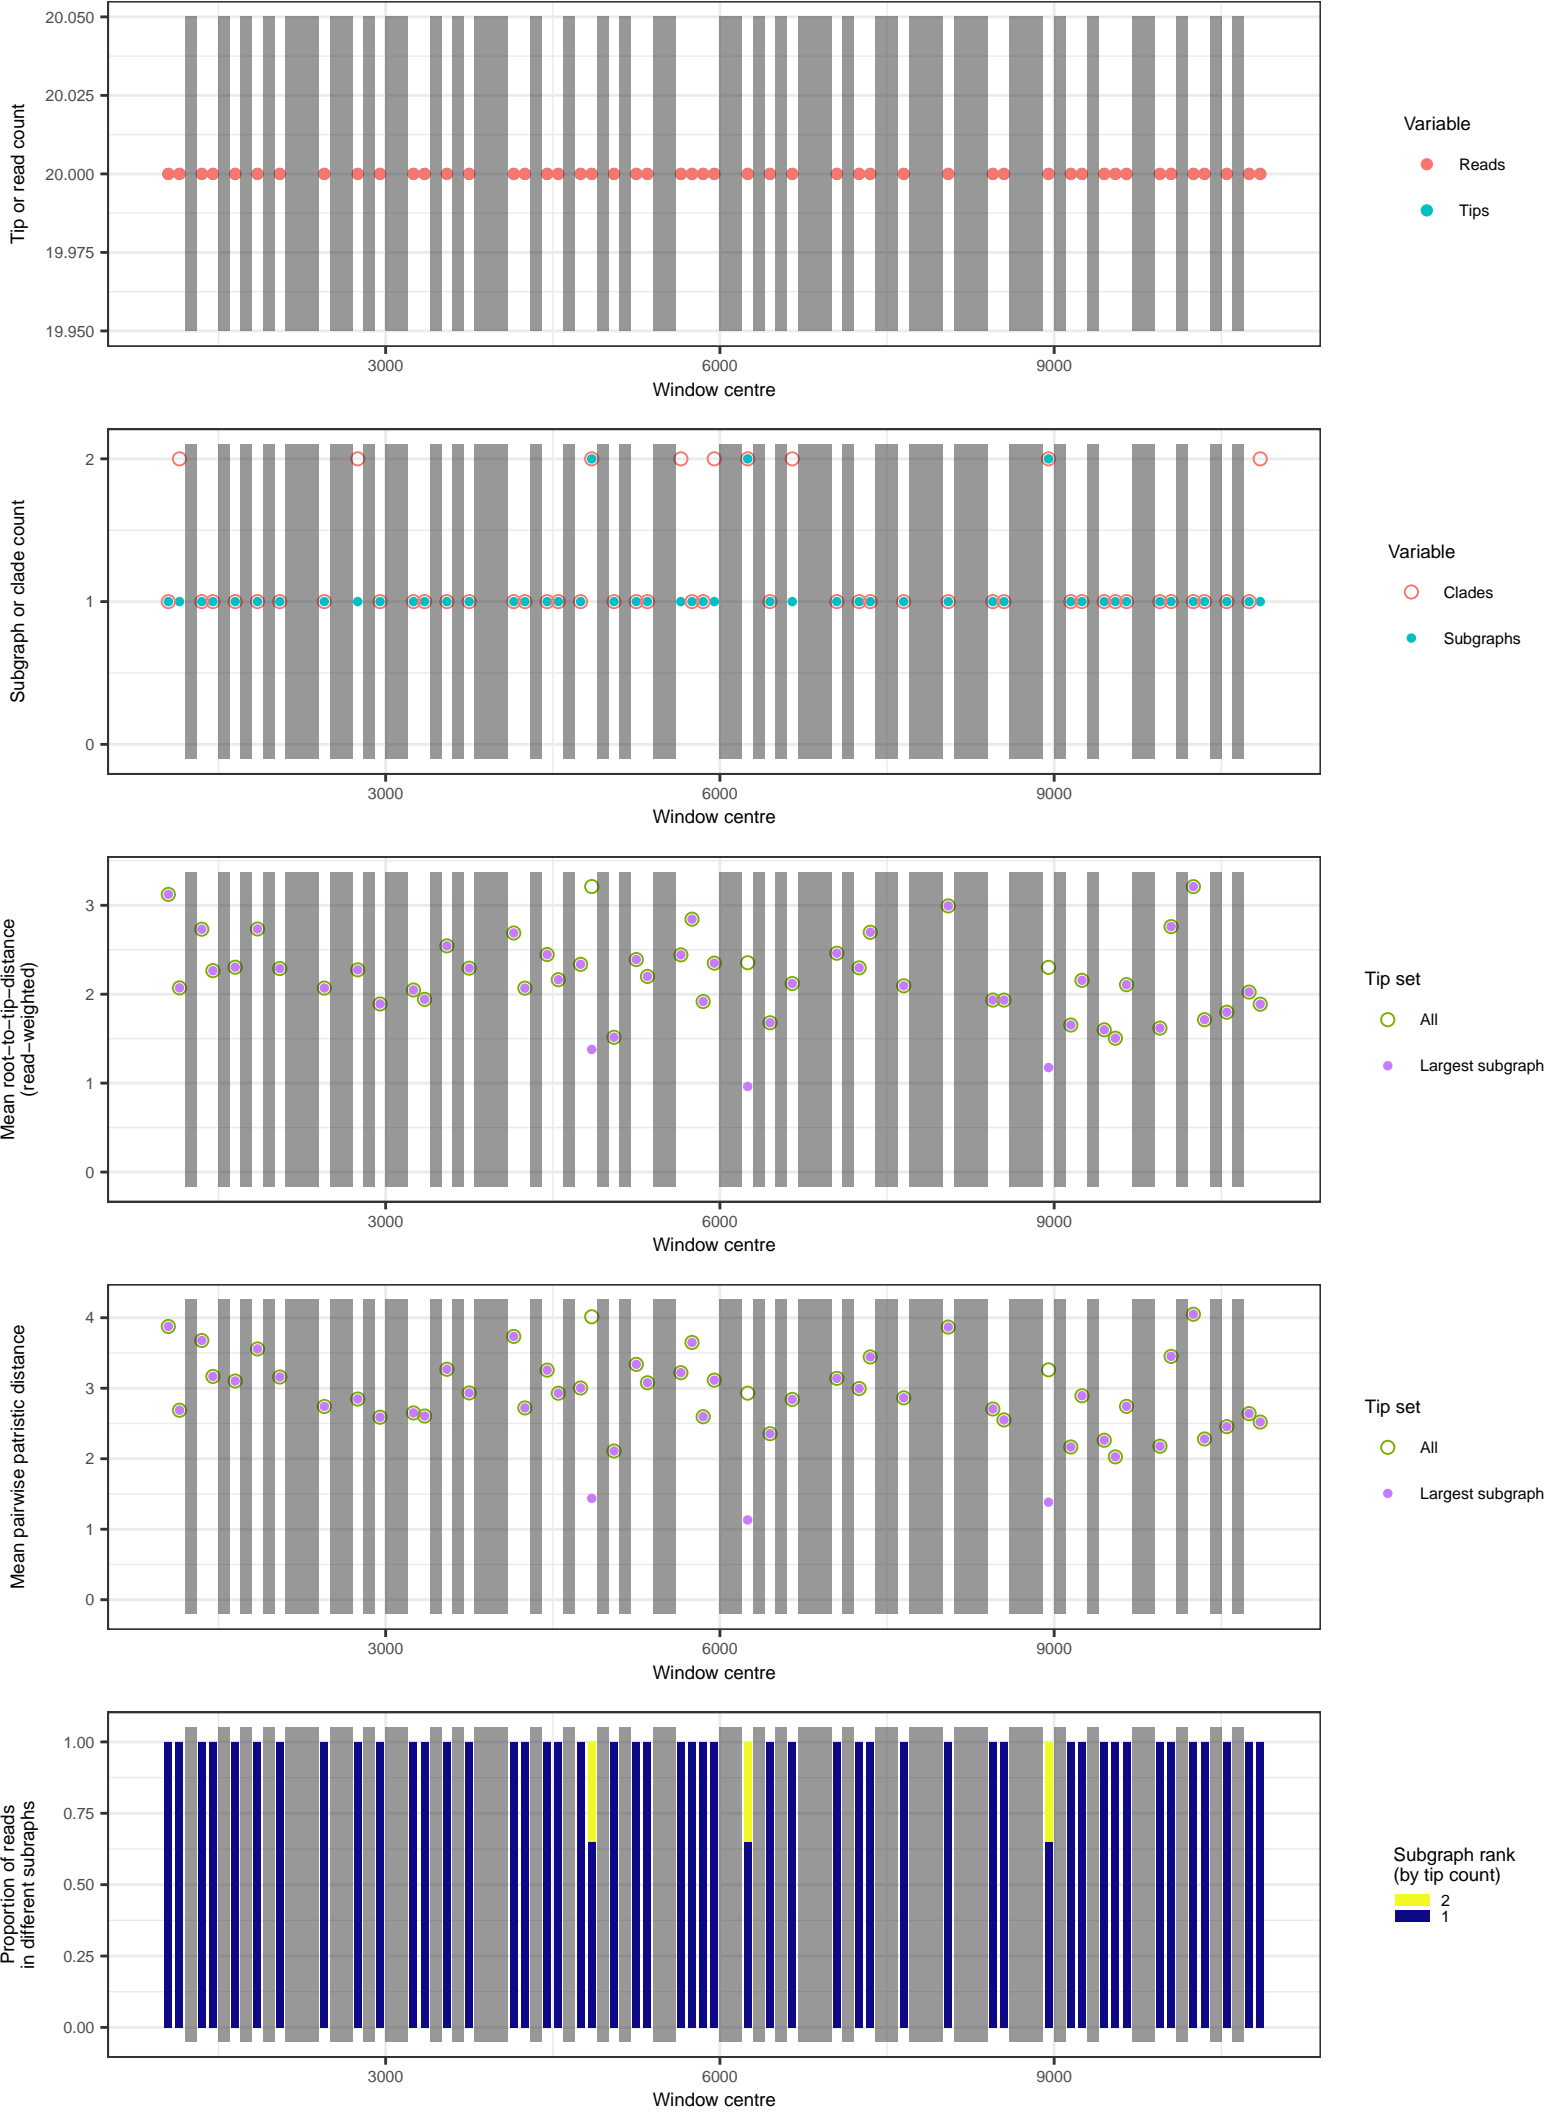 20.050
20.025
20.000
19.975
19.950
Tip or read count
3000
6000
9000
Window centre
Variable
Reads
Tips
2
1
0
Subgraph or clade count
3000
6000
9000
Window centre
Variable
Clades
Subgraphs
3
2
1
0
Mean root−to−tip−distance
(read−weighted)
3000
6000
9000
Window centre
Tip set
All
Largest subgraph
4
3
2
1
0
Mean pairwise patristic distance
3000
6000
9000
Window centre
Tip set
All
Largest subgraph
1.00
0.75
0.50
0.25
0.00
Proportion of reads
in different subraphs
3000
6000
9000
Window centre
Subgraph rank
(by tip count)
2
1